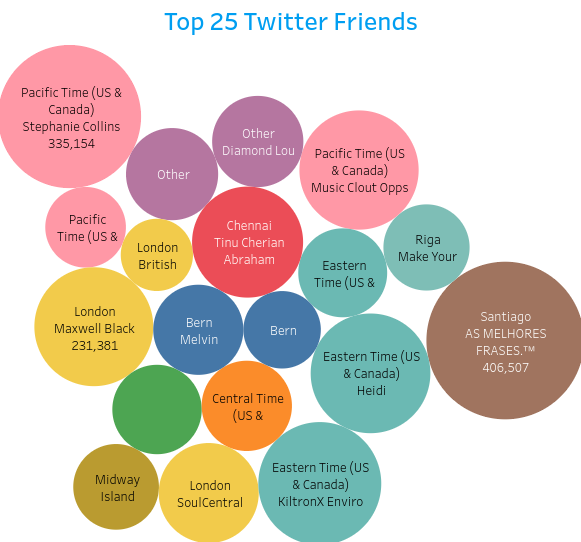 Top 25 Twitter Friends
Pacific Time (US &
Canada)
Stephanie Collins
335,154
Other
Diamond Lou
Pacific Time (US
& Canada)
Music Clout Opps
Other
Pacific
Time (US &
London
British
Chennai
Tinu Cherian
Abraham
Eastern
Time (US &
Riga
Make Your
London
Maxwell Black
231,381
Bern
Melvin
Bern
Santiago
AS MELHORES
FRASES.™
406,507
Eastern Time (US
& Canada)
Heidi
Central Time
(US &
Midway
Island
London
SoulCentral
Eastern Time (US
& Canada)
KiltronX Enviro